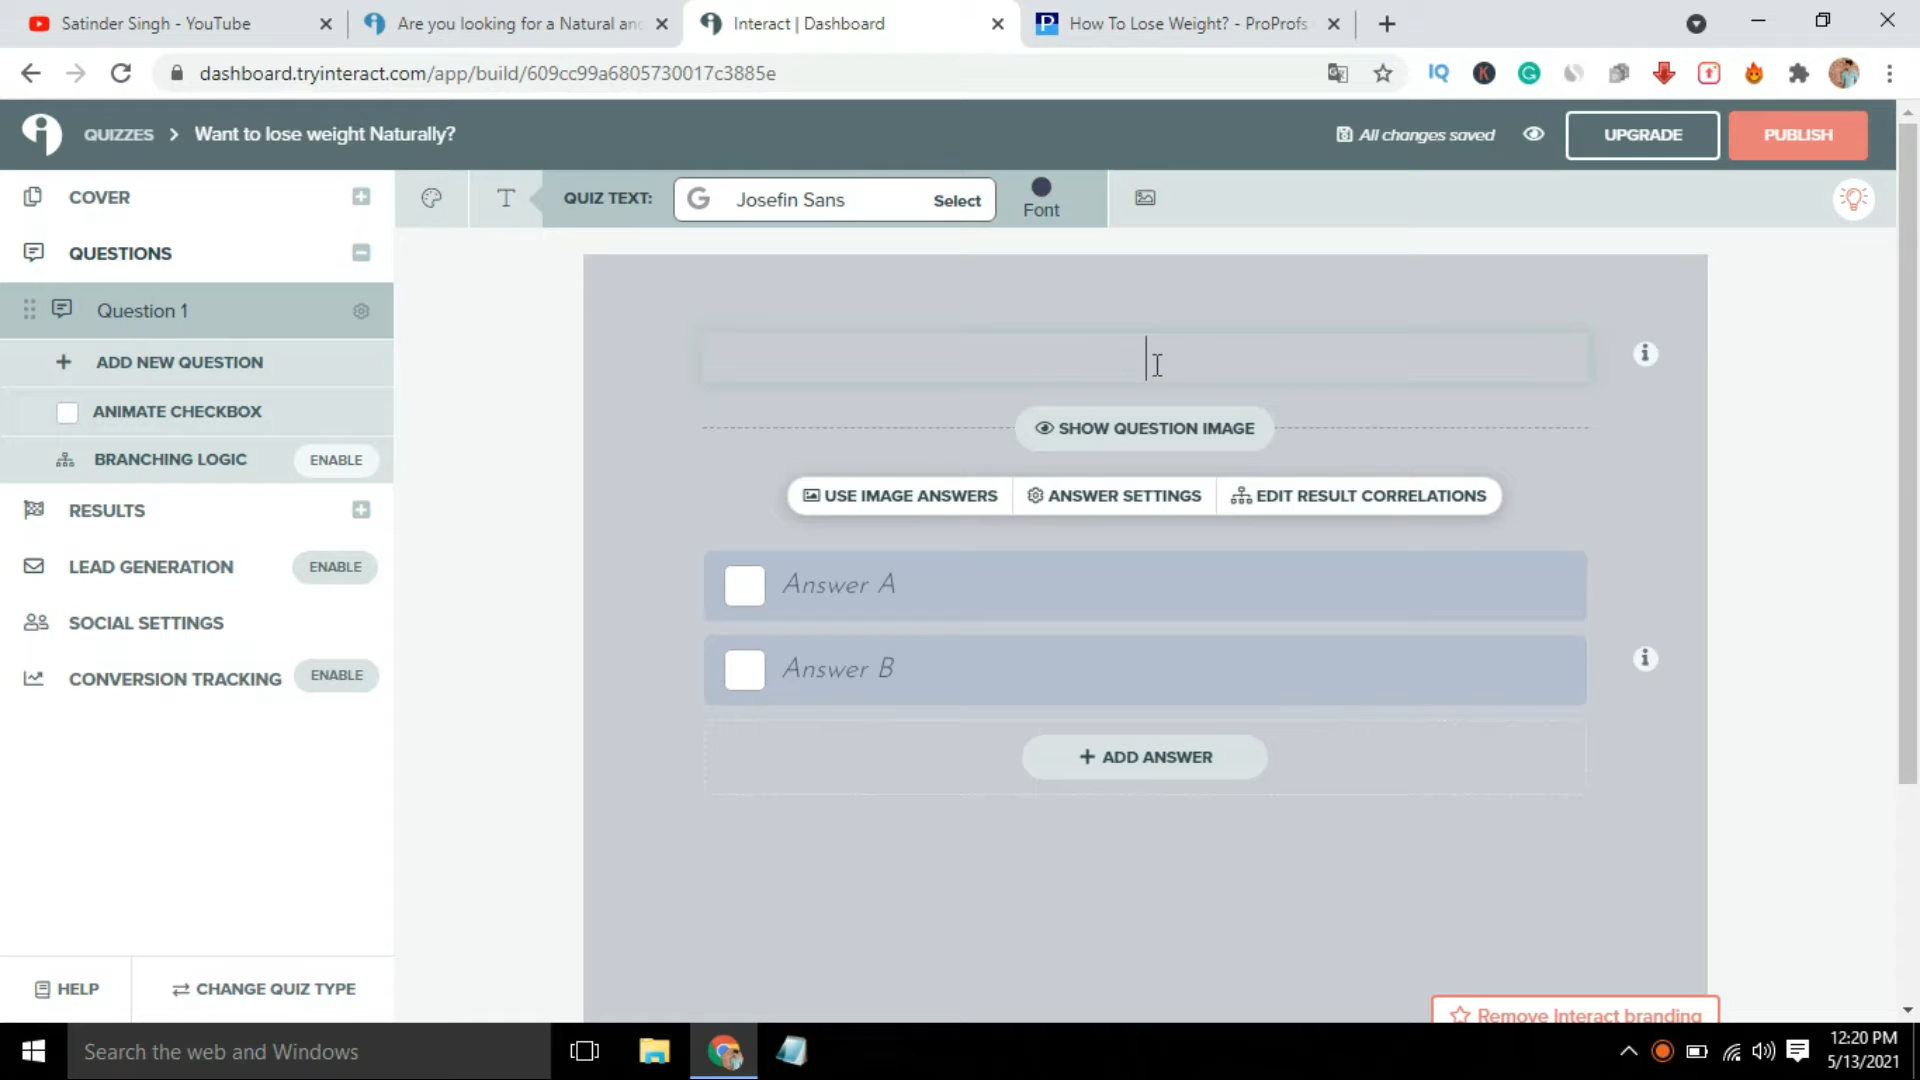 Satinder Singh - YouTube
Are you looking for a Natural an
Interact | Dashboard
How To Lose Weight? - ProProfs
dashboard.tryinteract.com/app/build/609cc99a6805730017c3885e
IQ
QUIZZES > Want to lose weight Naturally?
All changes saved
UPGRADE
PUBLISH
COVER
T
QUIZ TEXT:
G
Josefin Sans
Select
Font
QUESTIONS
Question 1
ADD NEW QUESTION
ANIMATE CHECKBOX
BRANCHING LOGIC
ENABLE
RESULTS
LEAD GENERATION
ENABLE
SOCIAL SETTINGS
CONVERSION TRACKING
ENABLE
HELP
CHANGE QUIZ TYPE
SHOW QUESTION IMAGE
USE IMAGE ANSWERS
ANSWER SETTINGS
EDIT RESULT CORRELATIONS
Answer A
Answer B
+ ADD ANSWER
Remove Interact branding
Search the web and Windows
12:20 PM
5/13/2021